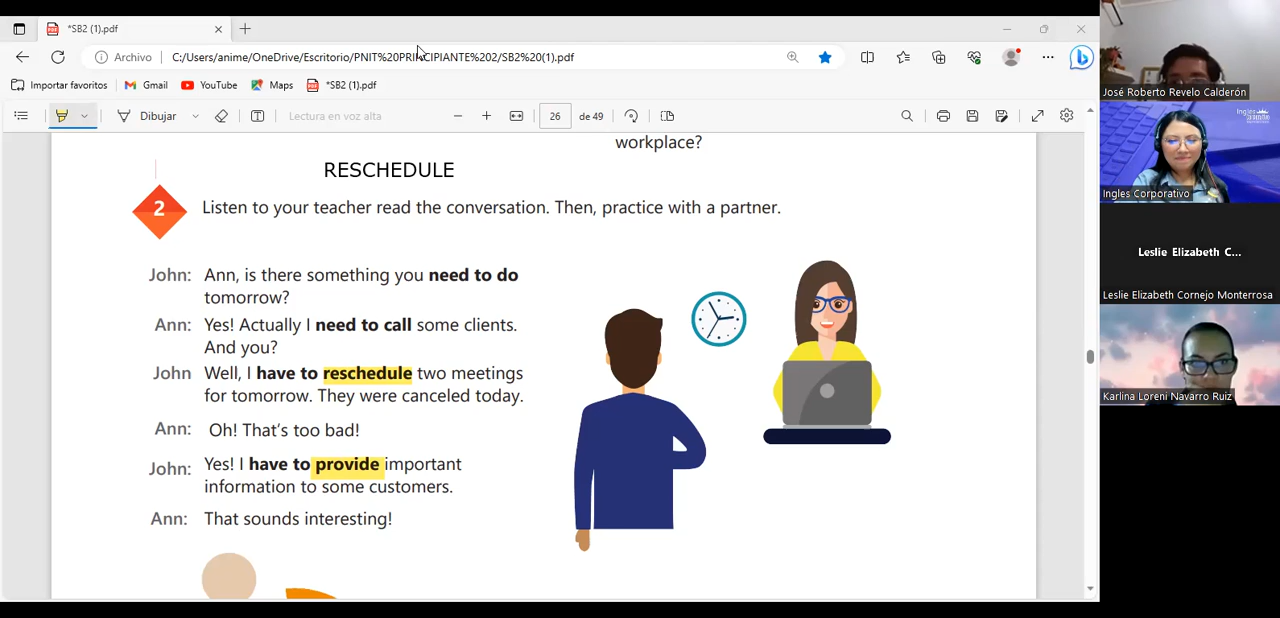 *SB2 (1).pdf
Archivo
C:/Users/anime/OneDrive/Escritorio/PNIT%20PRINCIPIANTE%202/SB2%20(1).pdf
Importar favoritos
Gmail
YouTube
Maps
*SB2 (1).pdf
Dibujar
Lectura en voz alta
de 49
workplace?
RESCHEDULE
2
Listen to your teacher read the conversation. Then, practice with a partner.
John: Ann, is there something you need to do
tomorrow?
Ann: Yes! Actually I need to call some clients.
And you?
John Well, I have to reschedule two meetings
for tomorrow. They were canceled today.
Ann: Oh! That's too bad!
John: Yes! I have to provide important
information to some customers.
Ann: That sounds interesting!
José Roberto Revelo Calderón
Ingles Corporativo
Leslie Elizabeth C...
Leslie Elizabeth Cornejo Monterrosa
Karlina Loreni Navarro Ruiz